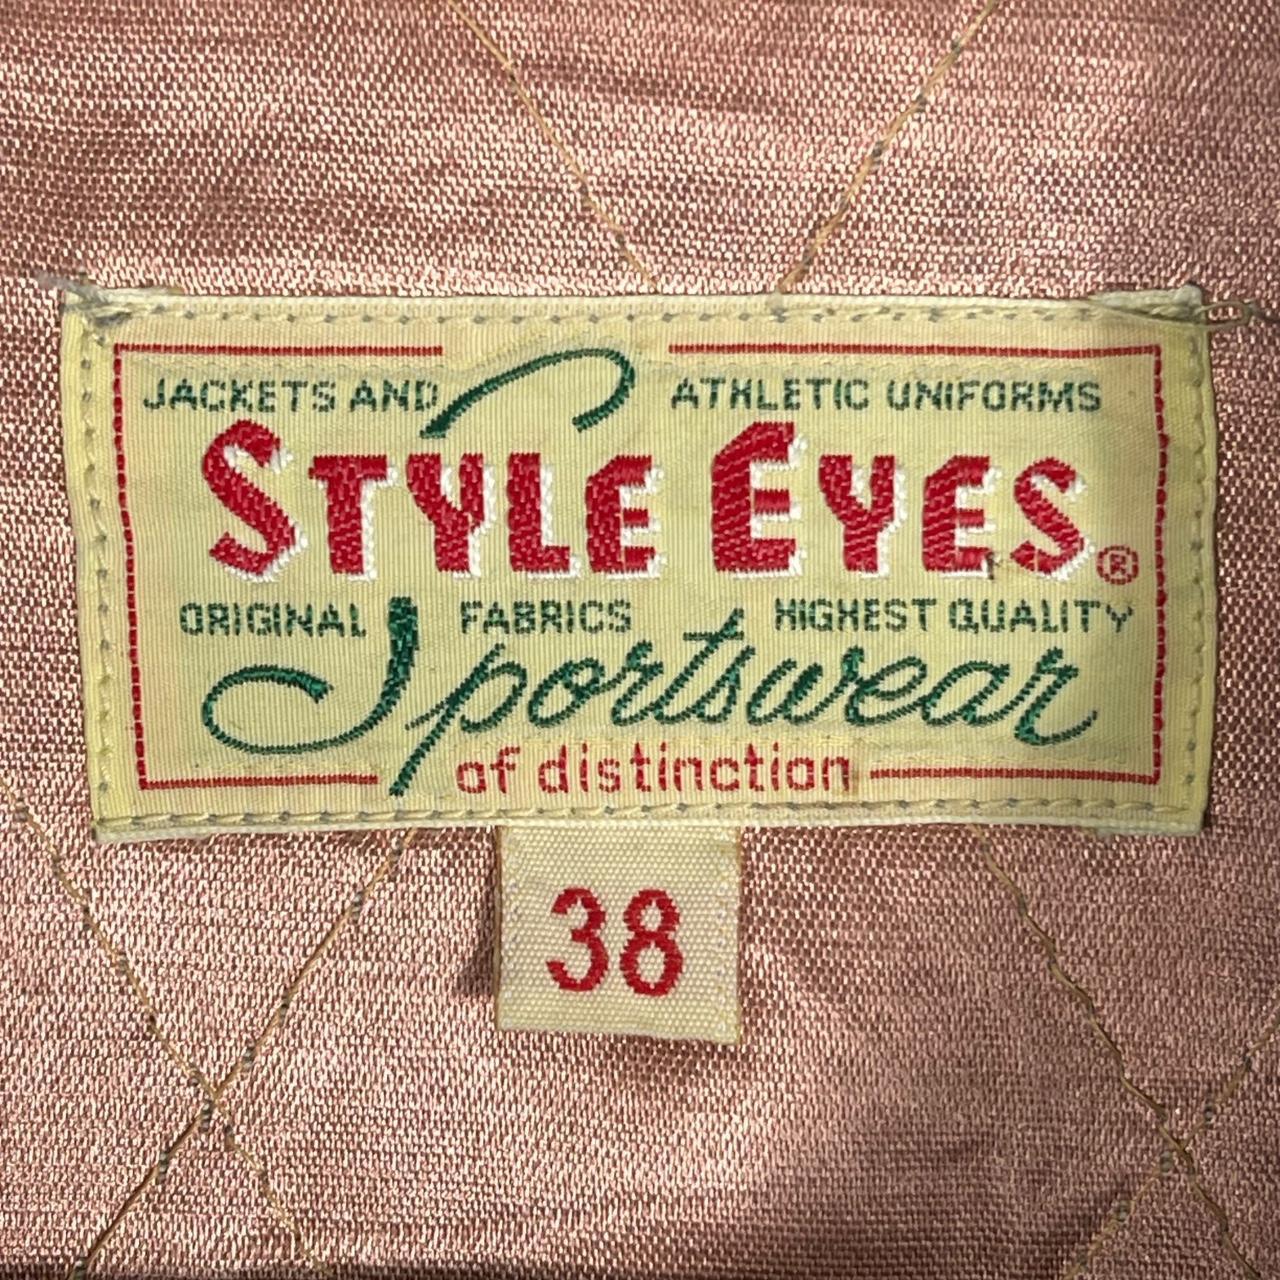 JACKETS AND ATHLETIC UNIFORMS
STYLE EYES®
ORIGINAL FABRICS HIGHEST QUALITY
Sportswear
of distinction
38